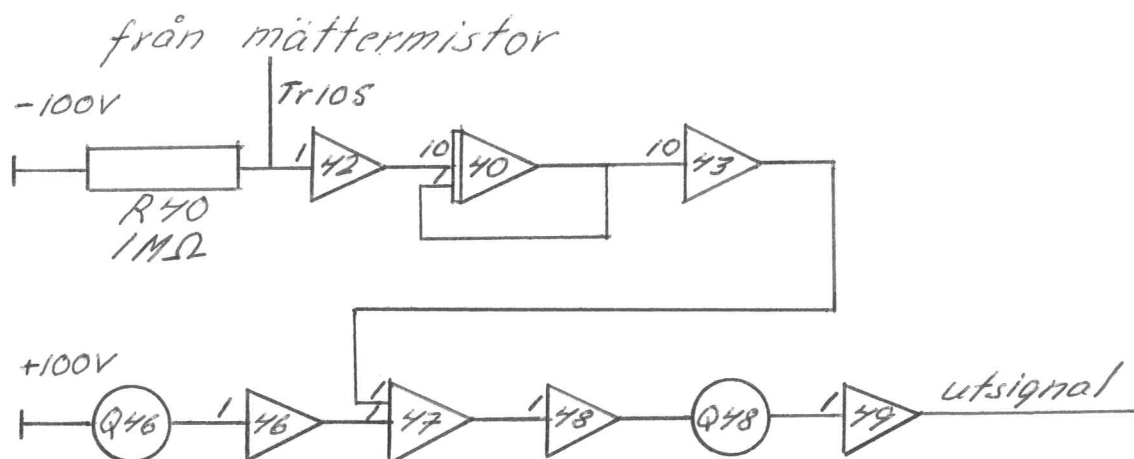 från mättermistor
-100V
Tr105
1 42 10 1 40 10 43
R40
1MΩ
+100V
Q46 1 46 1 1 47 1 48 Q48 1 49 utsignal